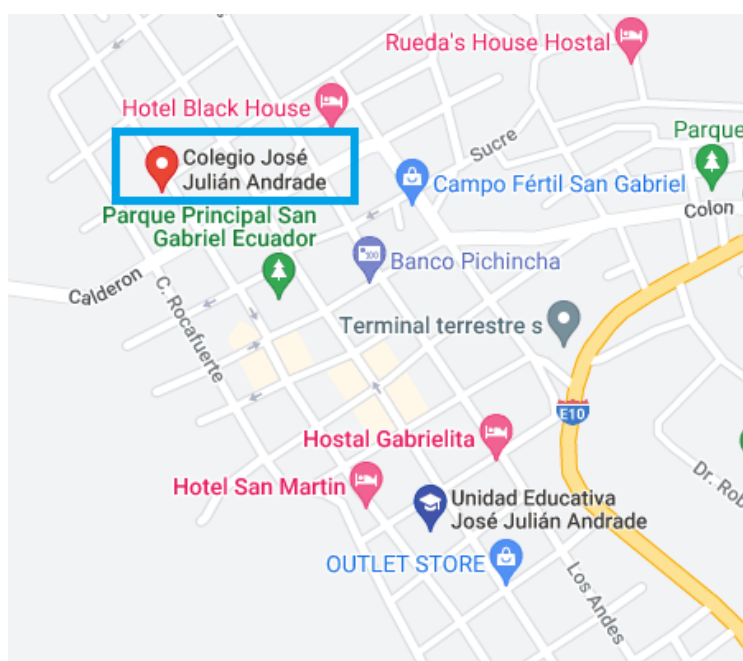 Rueda's House Hostal
Hotel Black House
Sucre
Parque
Colegio José
Julián Andrade
Campo Fértil San Gabriel
Colon
Parque Principal San
Gabriel Ecuador
Banco Pichincha
Calderon
C. Rocafuerte
Terminal terrestre s
E10
Hostal Gabrielita
Hotel San Martin
Dr. Rob
Unidad Educativa
José Julián Andrade
OUTLET STORE
Los Andes